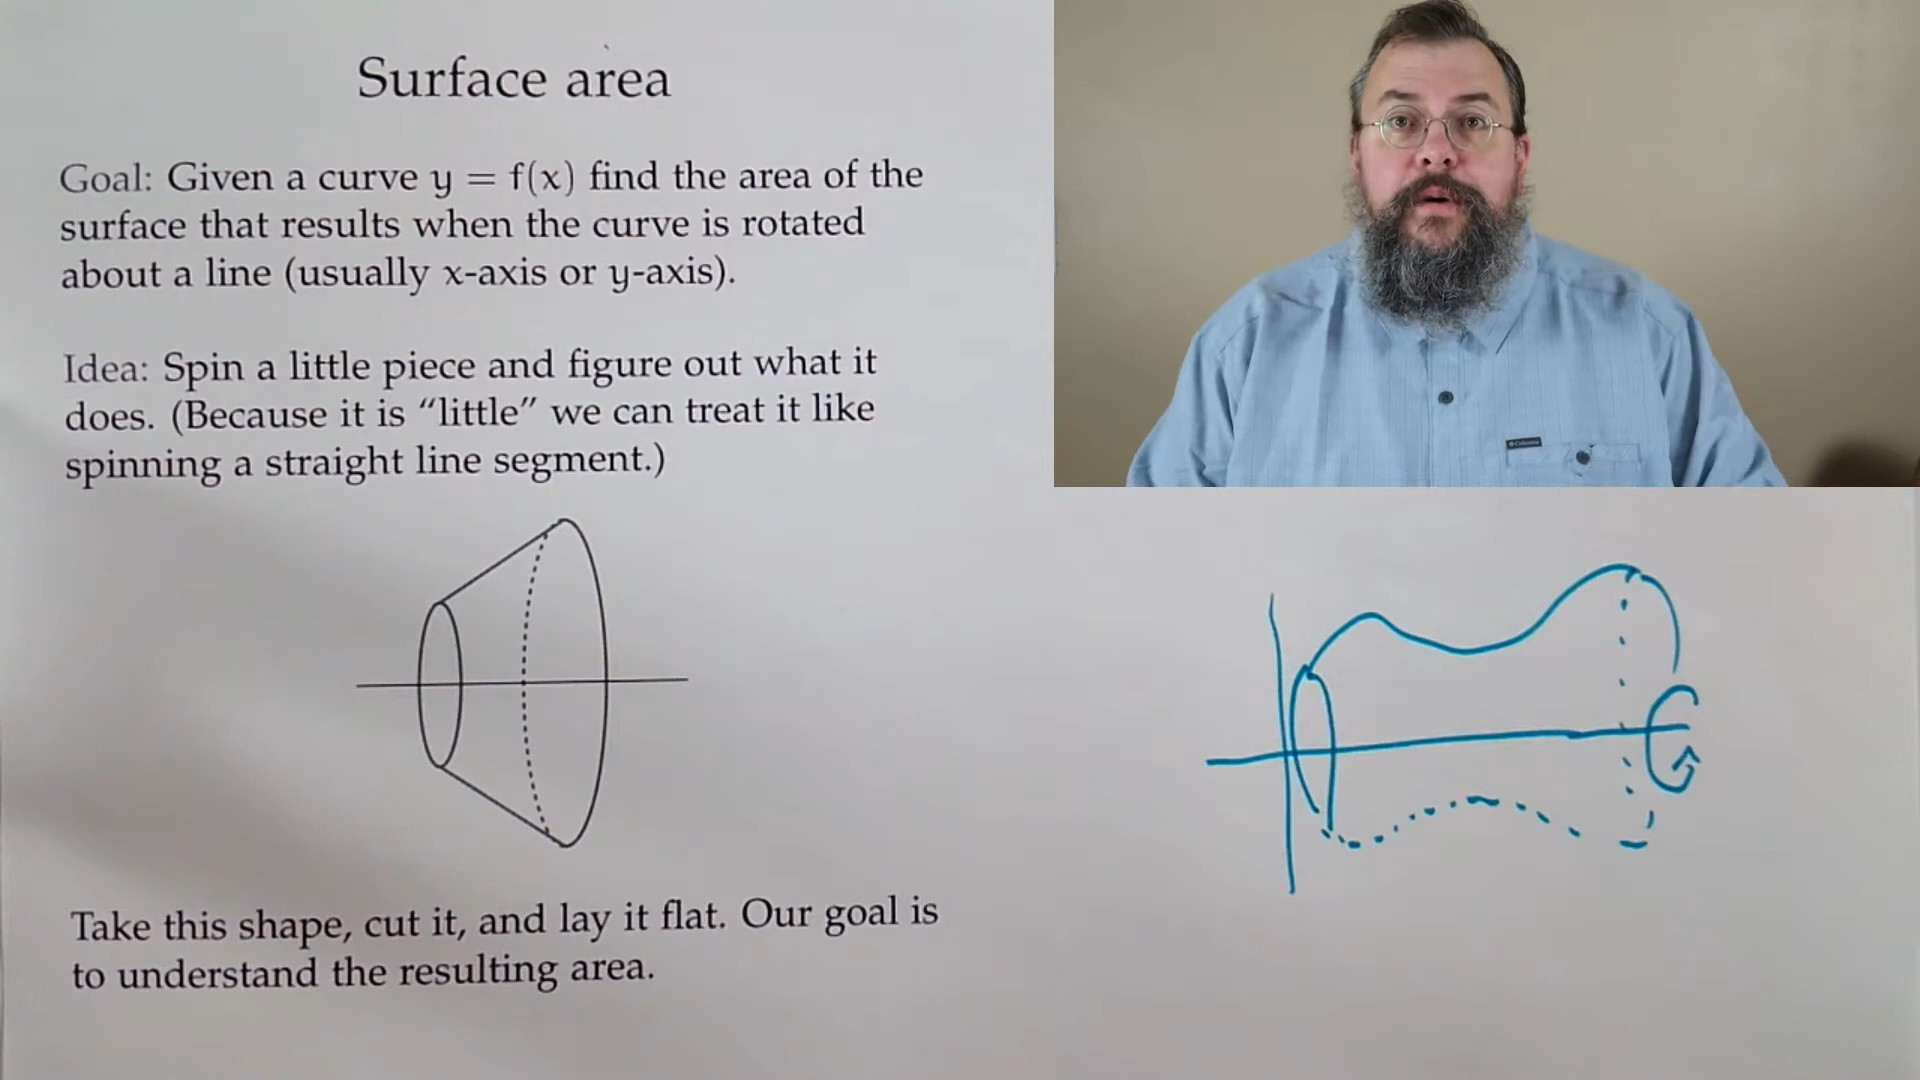 Surface area
Goal: Given a curve y = f(x) find the area of the
surface that results when the curve is rotated
about a line (usually x-axis or y-axis).
Idea: Spin a little piece and figure out what it
does. (Because it is “little” we can treat it like
spinning a straight line segment.)
Take this shape, cut it, and lay it flat. Our goal is
to understand the resulting area.
Columbia